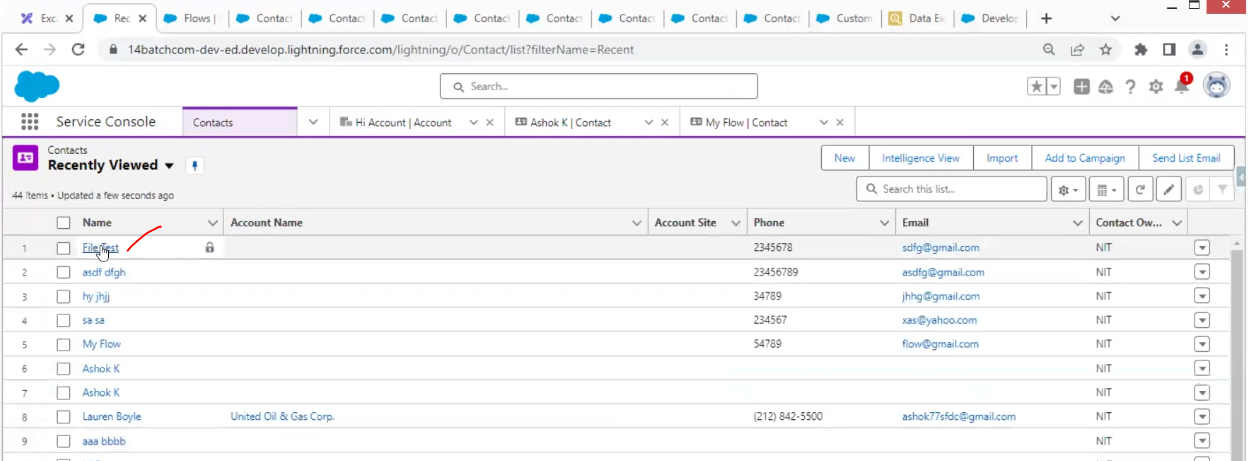 Exc Rec Flows | Contact Contact Contact Contact Contact Contact Contact Contact Custom Data Ex Develop
14batchcom-dev-ed.develop.lightning.force.com/lightning/o/Contact/list?filterName=Recent
Search...
1
Service Console Contacts Hi Account | Account Ashok K | Contact My Flow | Contact
Contacts
Recently Viewed
New Intelligence View Import Add to Campaign Send List Email
44 items • Updated a few seconds ago
Search this list...
Name Account Name Account Site Phone Email Contact Ow...
1 File Test 2345678 sdfg@gmail.com NIT
2 asdf dfgh 23456789 asdfg@gmail.com NIT
3 hy jhjj 34789 jhhg@gmail.com NIT
4 sa sa 234567 xas@yahoo.com NIT
5 My Flow 54789 flow@gmail.com NIT
6 Ashok K NIT
7 Ashok K NIT
8 Lauren Boyle United Oil & Gas Corp. (212) 842-5500 ashok77sfdc@gmail.com NIT
9 aaa bbbb NIT